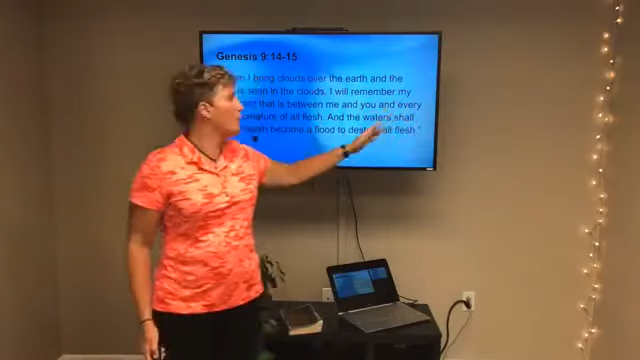 Genesis 9:14-15
I bring clouds over the earth and the
is seen in the clouds, I will remember my
that is between me and you and every
creature of all flesh. And the waters shall
become a flood to all flesh."